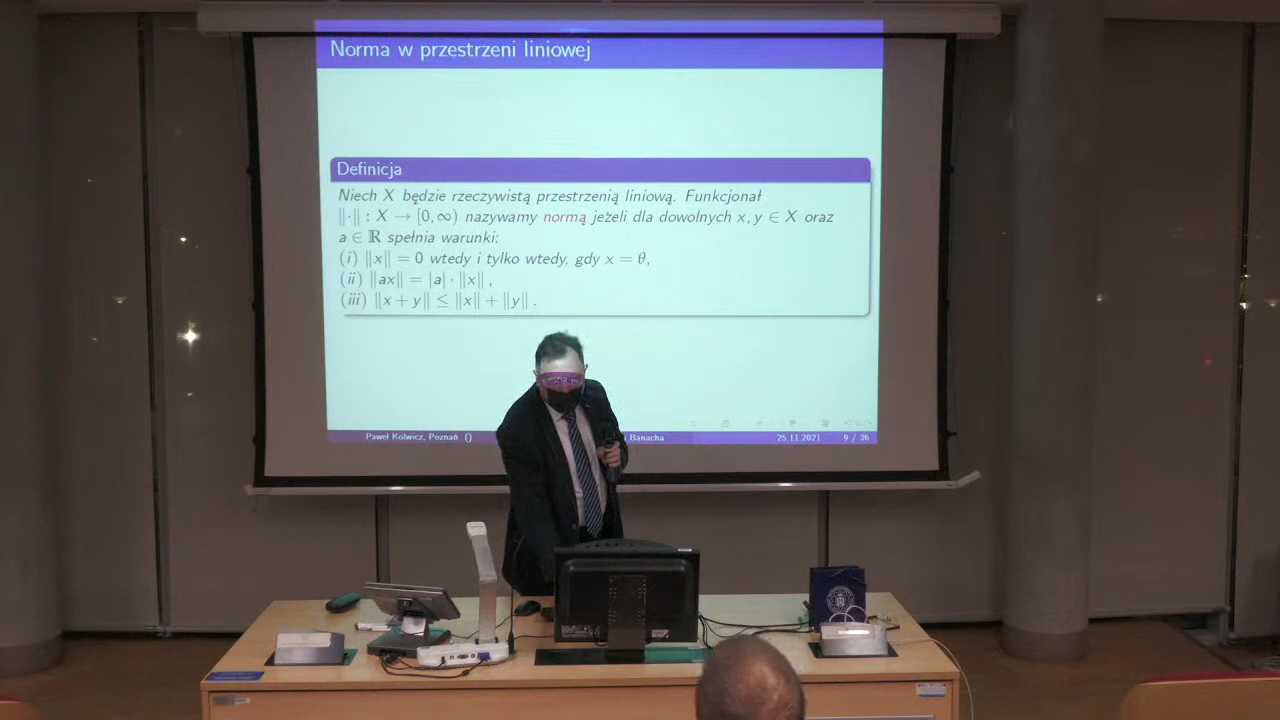 Norma w przestrzeni liniowej
Definicja
Niech X będzie rzeczywistą przestrzenią liniową. Funkcjonał
‖·‖ : X → [0, ∞) nazywamy normą jeżeli dla dowolnych x, y ∈ X oraz
a ∈ ℝ spełnia warunki:
(i) ‖x‖ = 0 wtedy i tylko wtedy, gdy x = θ,
(ii) ‖ax‖ = |a| · ‖x‖ ,
(iii) ‖x + y‖ ≤ ‖x‖ + ‖y‖ .
Paweł Kolwicz, Poznań () i Banacha 25.11.2021 9 / 36